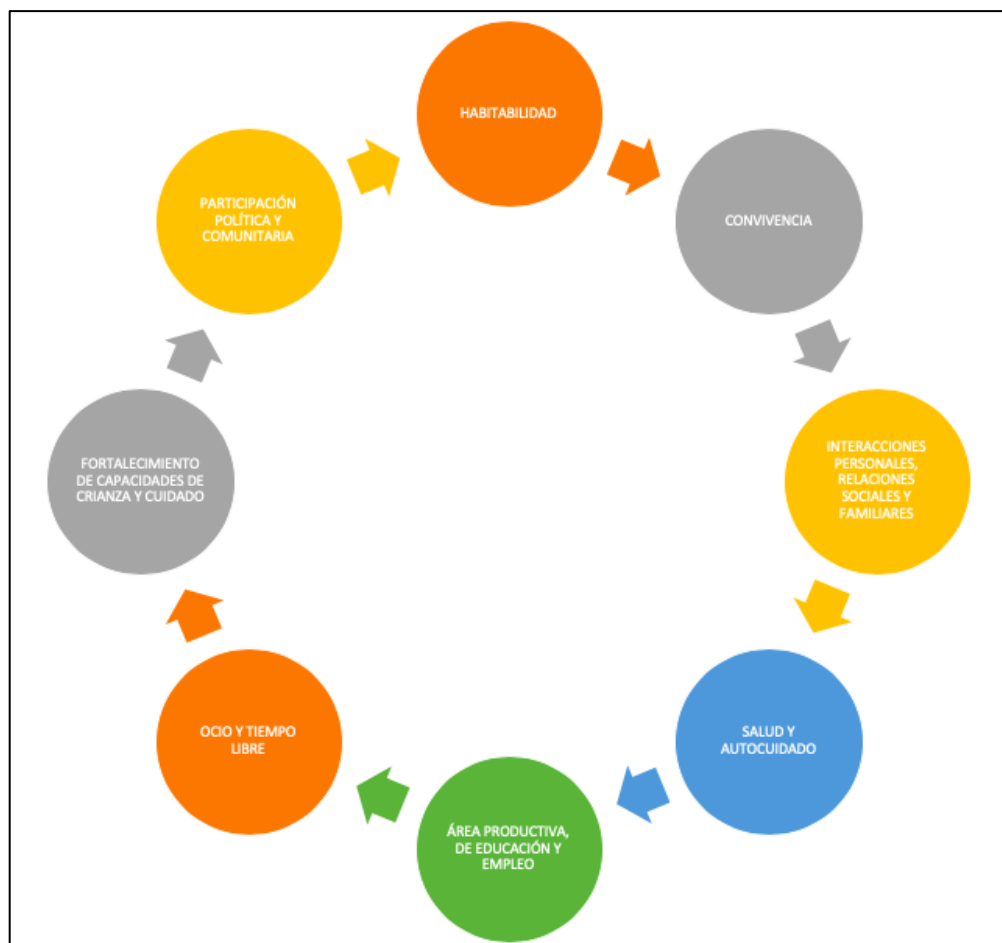 HABITABILIDAD
CONVIVENCIA
INTERACCIONES
PERSONALES,
RELACIONES
SOCIALES Y
FAMILIARES
SALUD Y
AUTOCUIDADO
ÁREA PRODUCTIVA,
DE EDUCACIÓN Y
EMPLEO
OCIO Y TIEMPO
LIBRE
FORTALECIMIENTO
DE CAPACIDADES DE
CRIANZA Y CUIDADO
PARTICIPACIÓN
POLÍTICA Y
COMUNITARIA